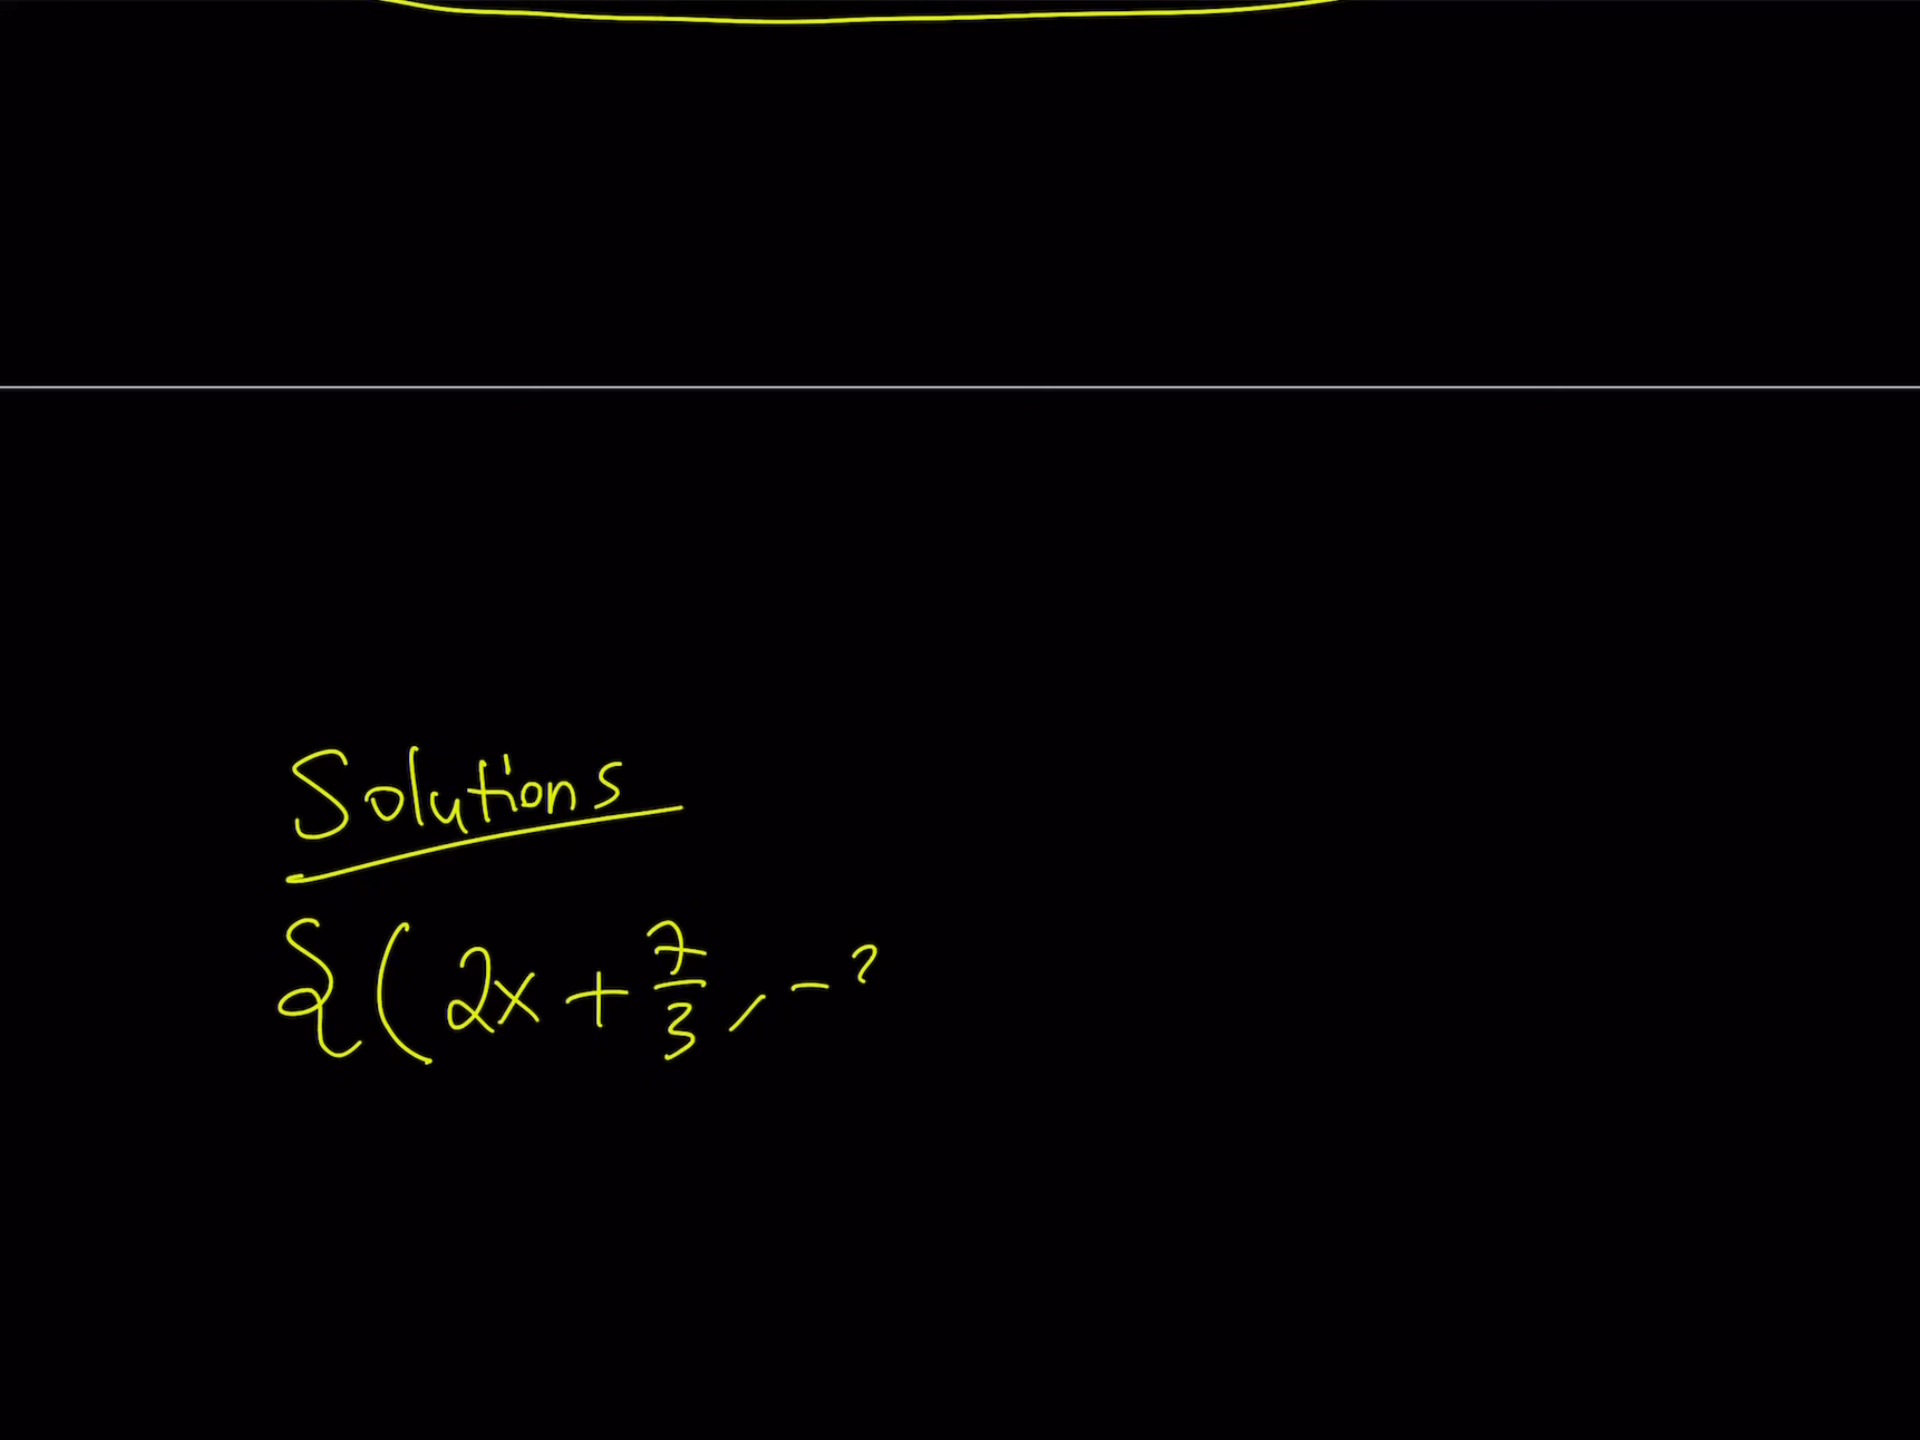 Solutions
{(2x + 7/3, -